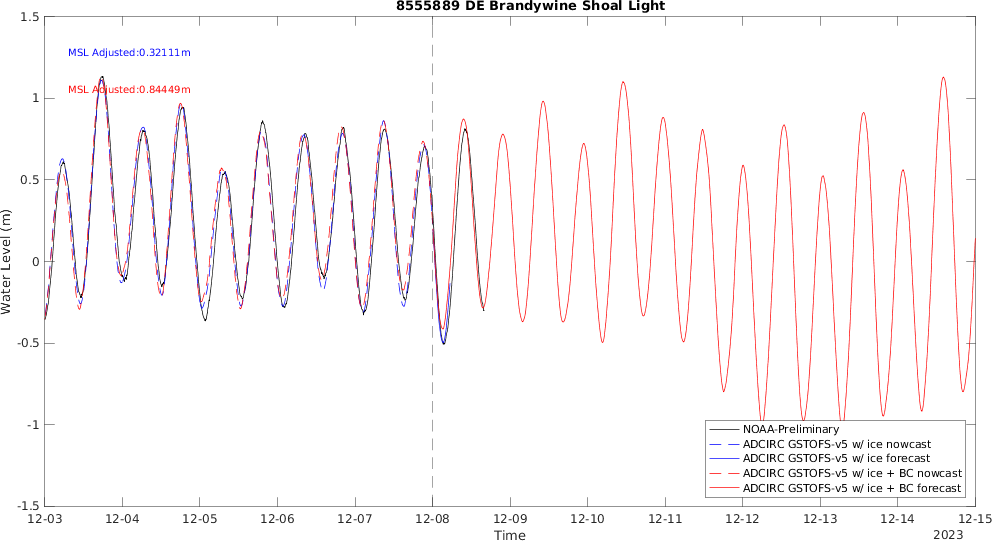 8555889 DE Brandywine Shoal Light
MSL Adjusted:0.32111m
MSL Adjusted:0.84449m
Water Level (m)
1.5
1
0.5
0
-0.5
-1
-1.5
NOAA-Preliminary
ADCIRC GSTOFS-v5 w/ ice nowcast
ADCIRC GSTOFS-v5 w/ ice forecast
ADCIRC GSTOFS-v5 w/ ice + BC nowcast
ADCIRC GSTOFS-v5 w/ ice + BC forecast
12-03 12-04 12-05 12-06 12-07 12-08 12-09 12-10 12-11 12-12 12-13 12-14 12-15
Time
2023